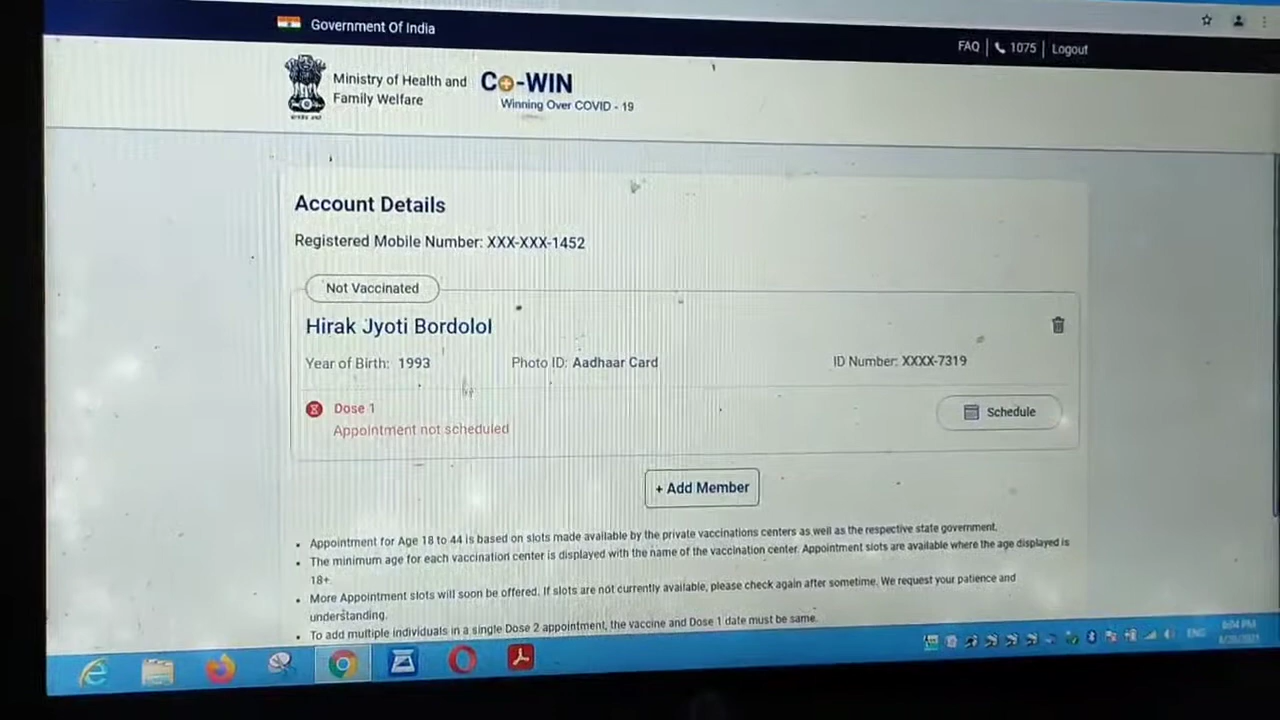 Government Of India
FAQ
1075
Logout
Ministry of Health and
Family Welfare
Co-WIN
Winning Over COVID - 19
Account Details
Registered Mobile Number: XXX-XXX-1452
Not Vaccinated
Hirak Jyoti Bordolol
Year of Birth: 1993
Photo ID: Aadhaar Card
ID Number: XXXX-7319
Dose 1
Appointment not scheduled
Schedule
+ Add Member
Appointment for Age 18 to 44 is based on slots made available by the private vaccinations centers as well as the respective state government.
The minimum age for each vaccination center is displayed with the name of the vaccination center. Appointment slots are available where the age displayed is
18+.
More Appointment slots will soon be offered. If slots are not currently available, please check again after sometime. We request your patience and
understanding.
To add multiple individuals in a single Dose 2 appointment, the vaccine and Dose 1 date must be same.
ENG
6:04 PM